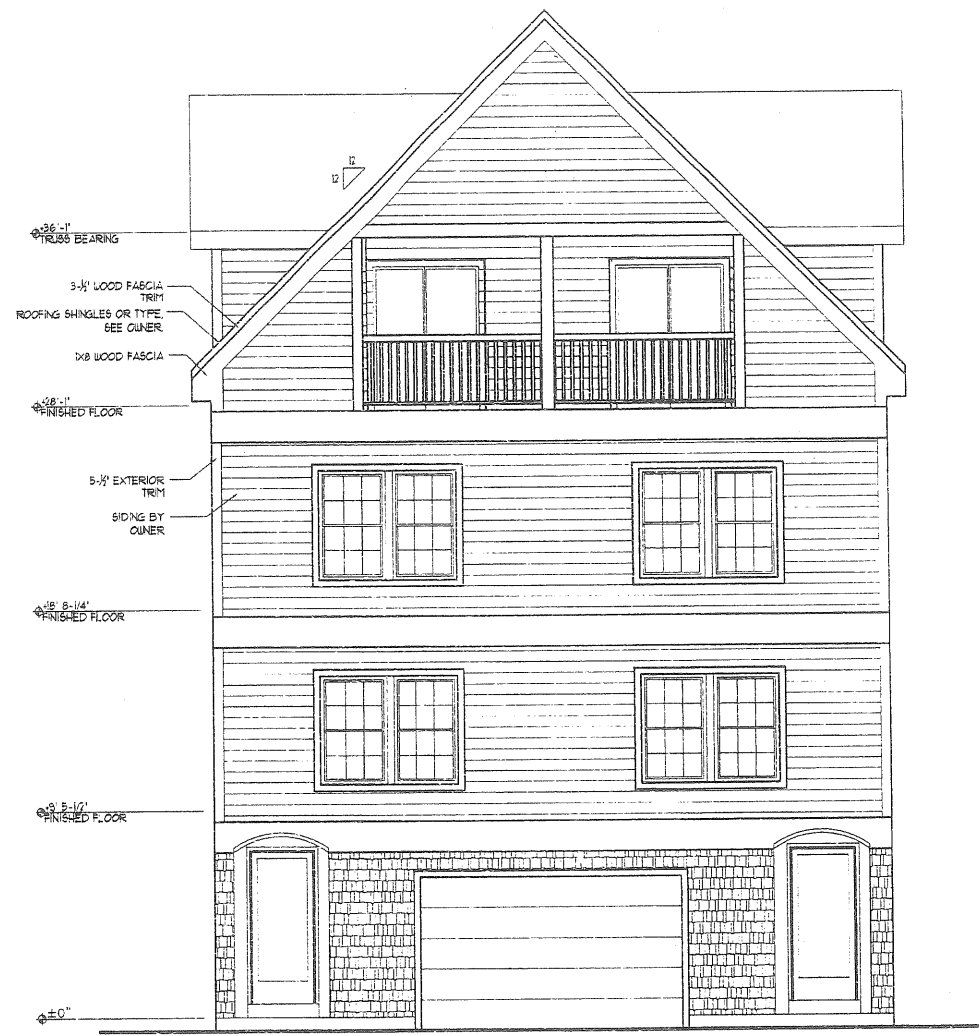 12
12
+36'-1"
TRUSS BEARING
3-½" WOOD FASCIA
TRIM
ROOFING SHINGLES OR TYPE,
SEE OWNER.
1X8 WOOD FASCIA
+28'-1"
FINISHED FLOOR
5-½" EXTERIOR
TRIM
SIDING BY
OWNER
+18' 8-1/4"
FINISHED FLOOR
+9' 5-1/2"
FINISHED FLOOR
±0"